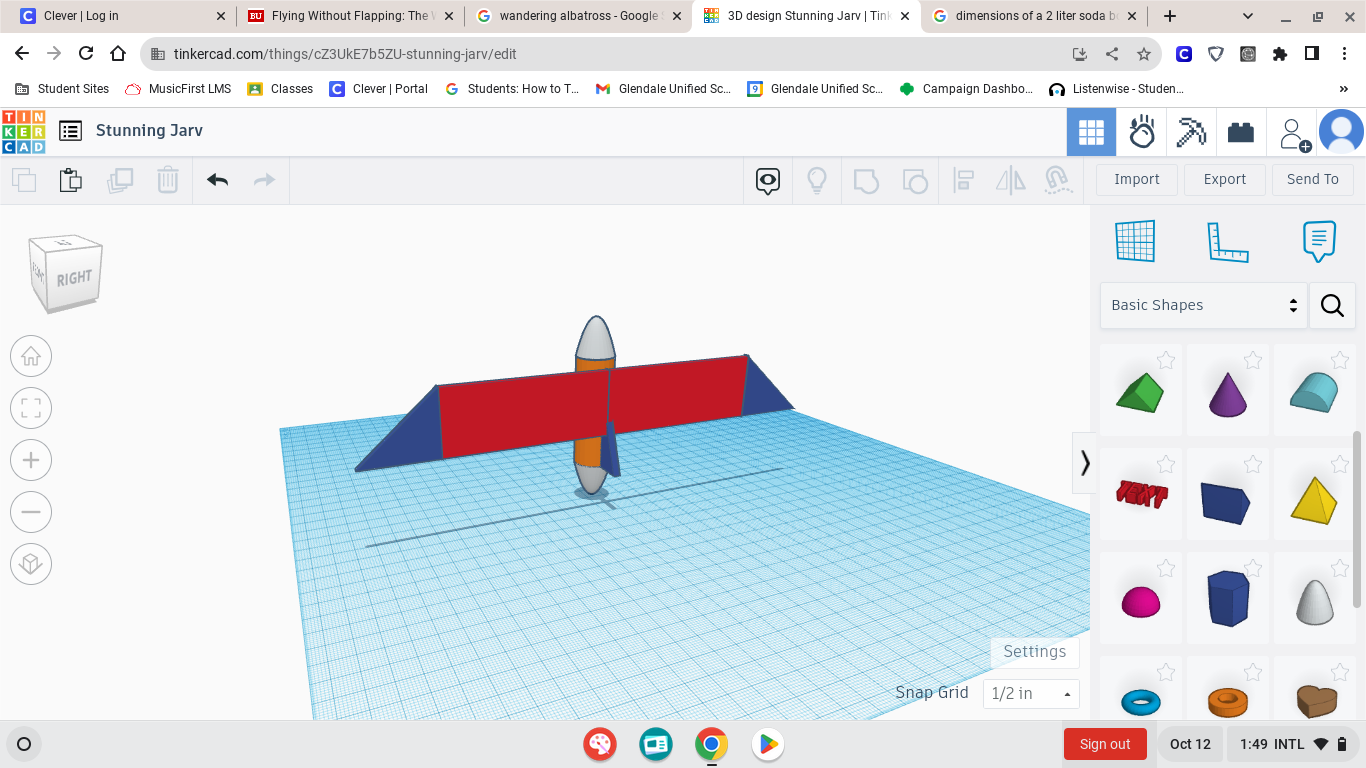 Clever | Log in
Flying Without Flapping: The W
wandering albatross - Google S
3D design Stunning Jarv | Tink
dimensions of a 2 liter soda bo
tinkercad.com/things/cZ3UkE7b5ZU-stunning-jarv/edit
Student Sites
MusicFirst LMS
Classes
Clever | Portal
Students: How to T...
Glendale Unified Sc...
Glendale Unified Sc...
Campaign Dashbo...
Listenwise - Studen...
TIN
KER
CAD
Stunning Jarv
Import
Export
Send To
RIGHT
Basic Shapes
TEXT
Settings
Snap Grid
1/2 in
Sign out
Oct 12
1:49 INTL